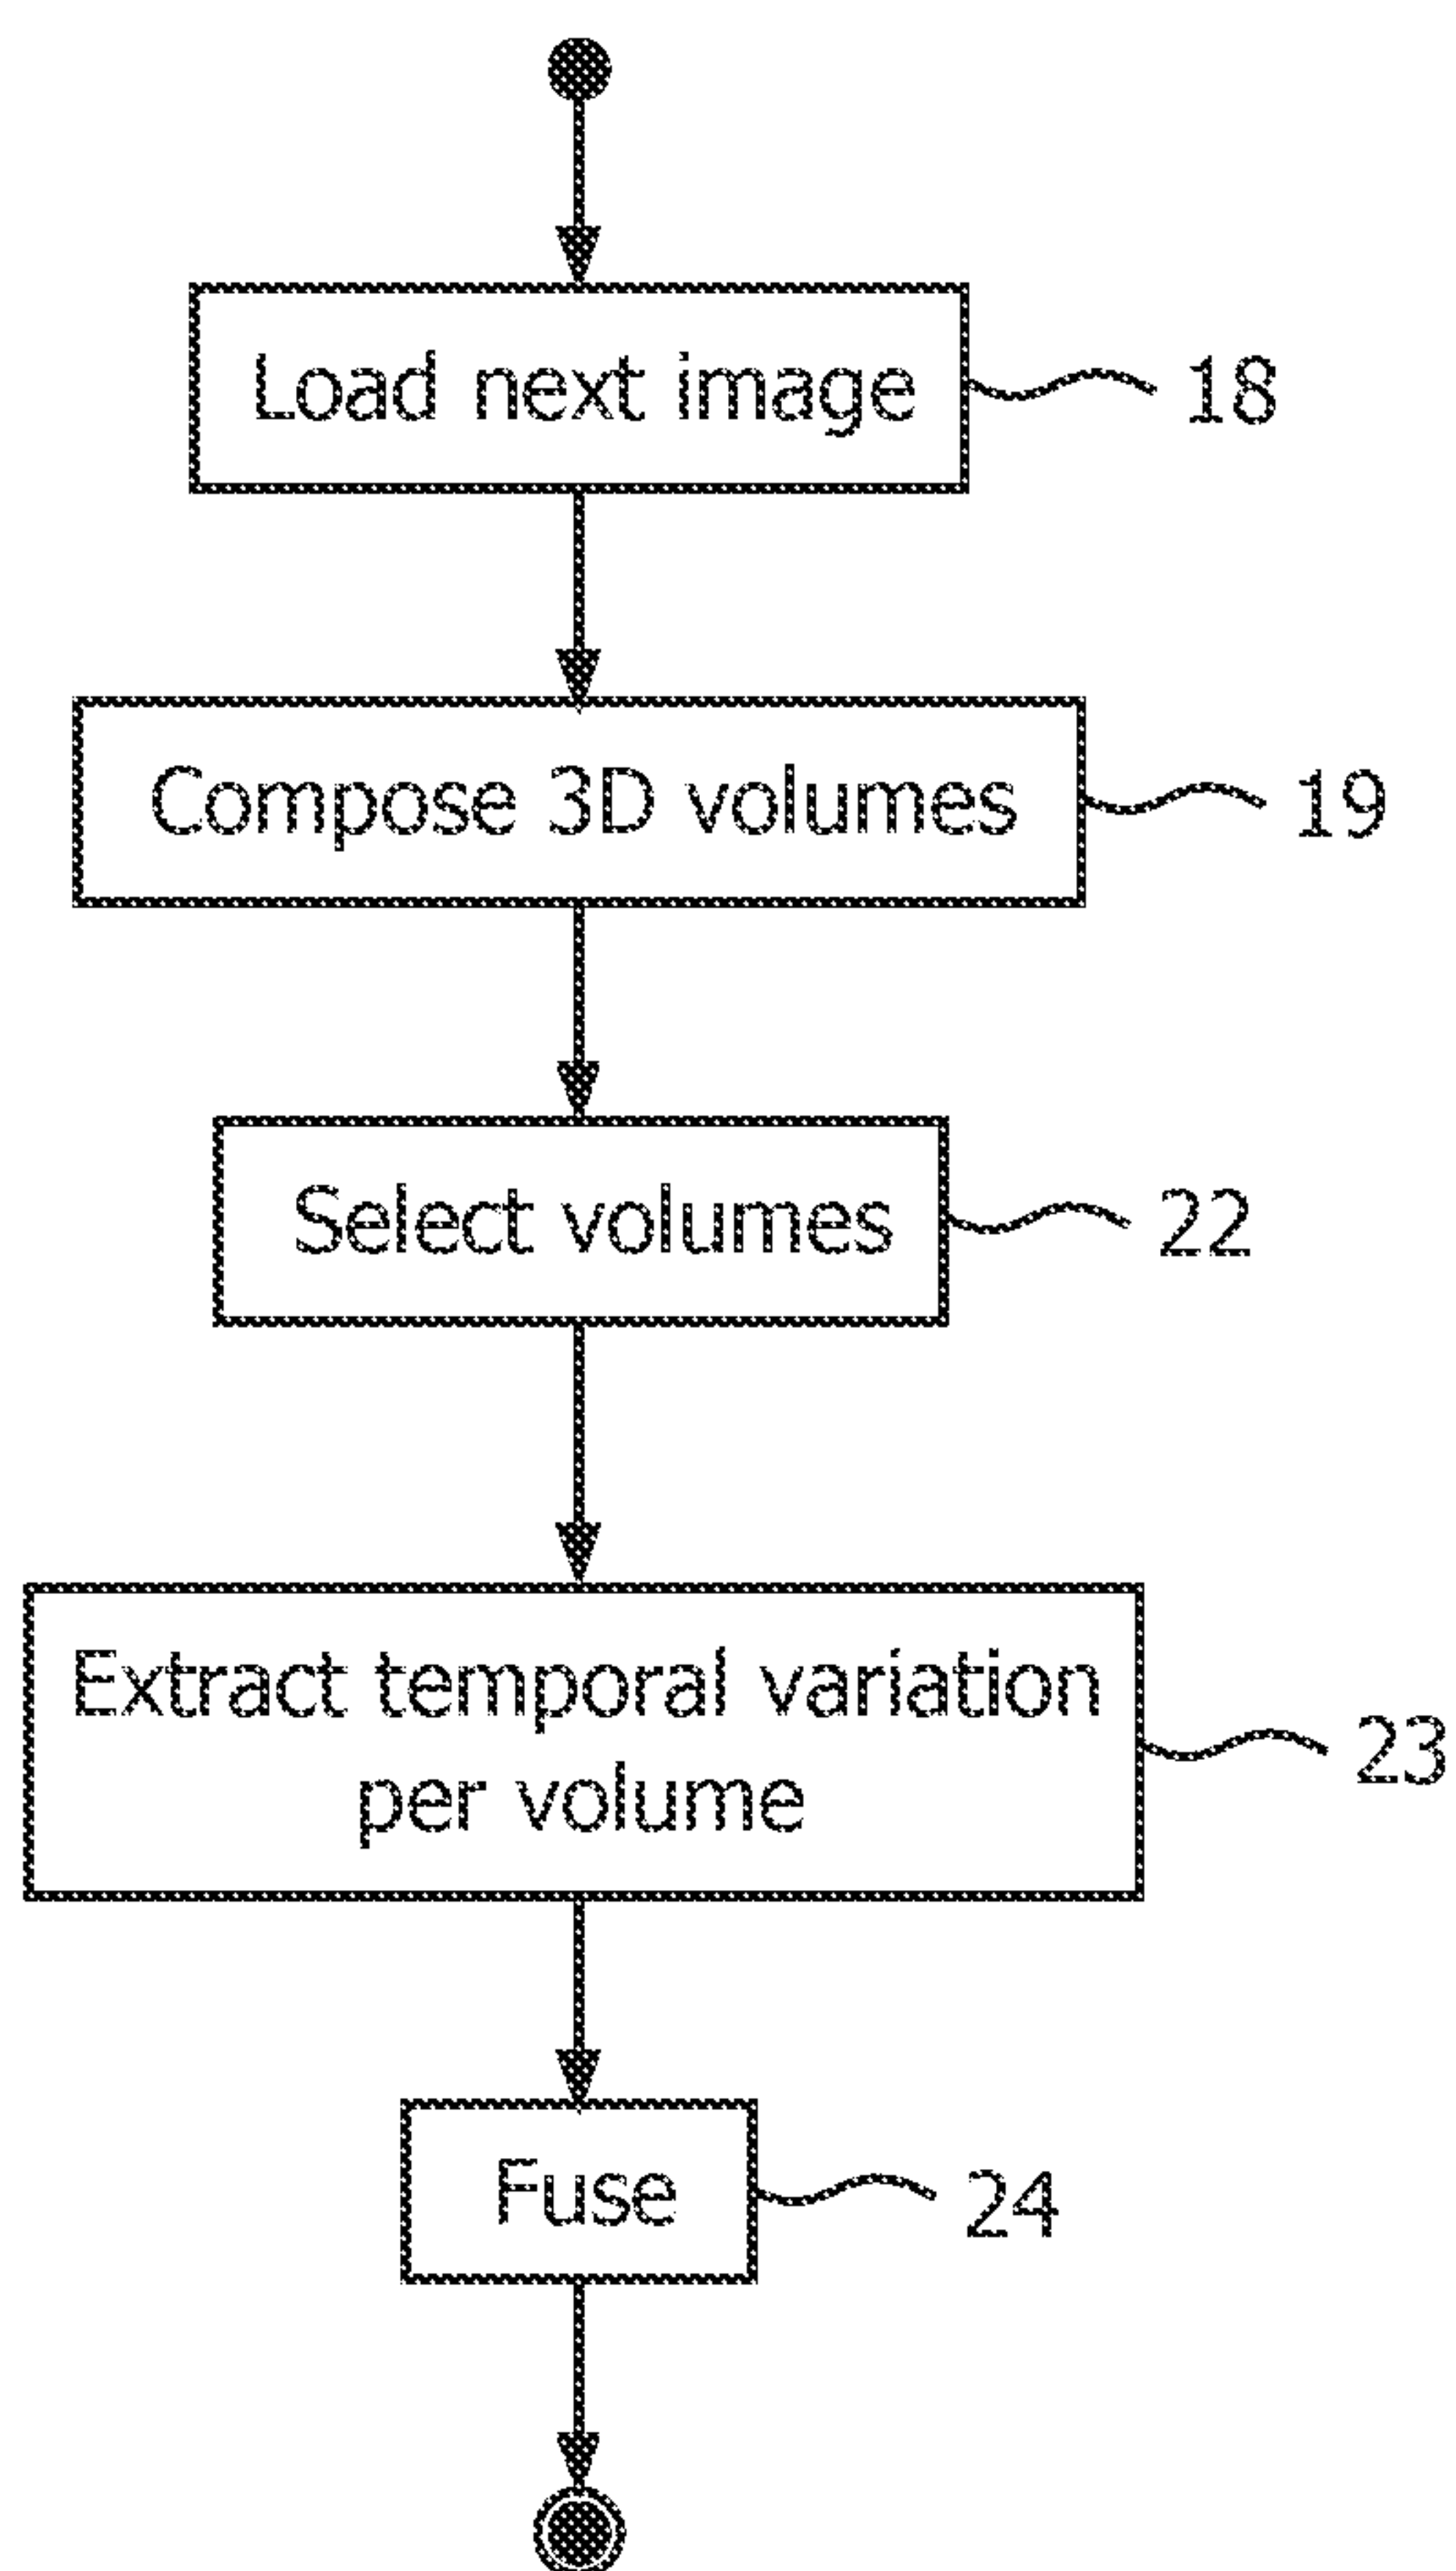 Load next image
18
Compose 3D volumes
19
Select volumes
22
Extract temporal variation
per volume
23
Fuse
24